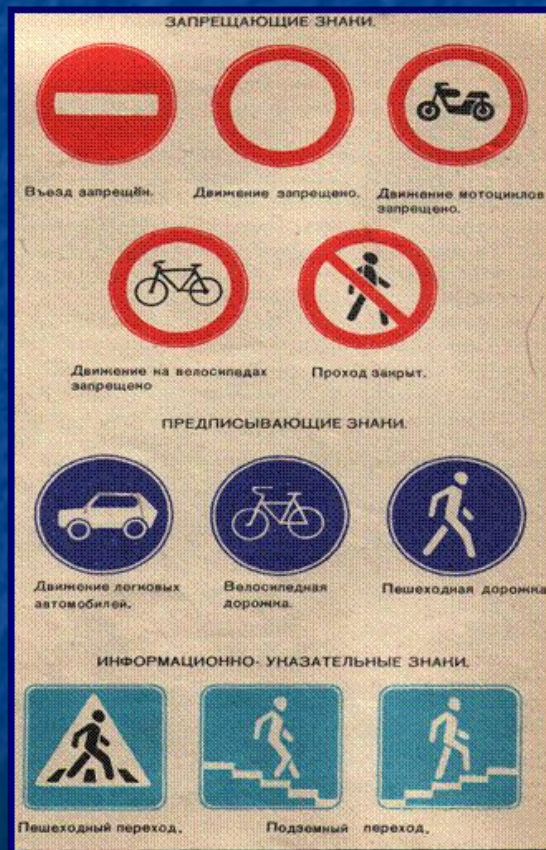 ЗАПРЕЩАЮЩИЕ ЗНАКИ.
Въезд запрещён. Движение запрещено. Движение мотоциклов
запрещено.
Движение на велосипедах Проход закрыт.
запрещено
ПРЕДПИСЫВАЮЩИЕ ЗНАКИ.
Движение легковых Велосипедная Пешеходная дорожка
автомобилей. дорожка.
ИНФОРМАЦИОННО- УКАЗАТЕЛЬНЫЕ ЗНАКИ.
Пешеходный переход. Подземный переход.